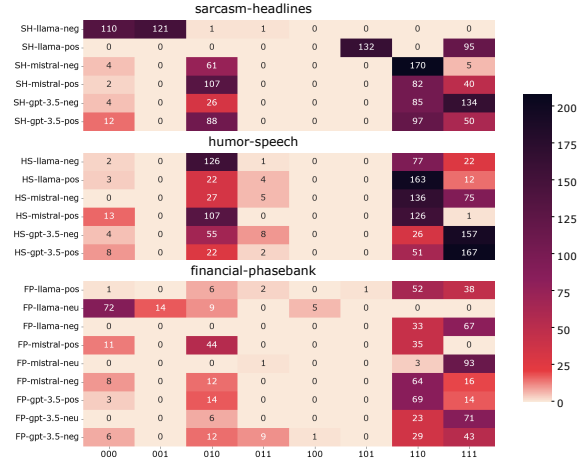 sarcasm-headlines
SH-llama-neg 110 121 1 1 0 0 0 0
SH-llama-pos 0 0 0 0 0 132 0 95
SH-mistral-neg 4 0 61 0 0 0 170 5
SH-mistral-pos 2 0 107 0 0 0 82 40
SH-gpt-3.5-neg 4 0 26 0 0 0 85 134
SH-gpt-3.5-pos 12 0 88 0 0 0 97 50
humor-speech
HS-llama-neg 2 0 126 1 0 0 77 22
HS-llama-pos 3 0 22 4 0 0 163 12
HS-mistral-neg 0 0 27 5 0 0 136 75
HS-mistral-pos 13 0 107 0 0 0 126 1
HS-gpt-3.5-neg 4 0 55 8 0 0 26 157
HS-gpt-3.5-pos 8 0 22 2 0 0 51 167
financial-phasebank
FP-llama-pos 1 0 6 2 0 1 52 38
FP-llama-neu 72 14 9 0 5 0 0 0
FP-llama-neg 0 0 0 0 0 0 33 67
FP-mistral-pos 11 0 44 0 0 0 35 0
FP-mistral-neu 0 0 0 1 0 0 3 93
FP-mistral-neg 8 0 12 0 0 0 64 16
FP-gpt-3.5-pos 3 0 14 0 0 0 69 14
FP-gpt-3.5-neu 0 0 6 0 0 0 23 71
FP-gpt-3.5-neg 6 0 12 9 1 0 29 43
000 001 010 011 100 101 110 111
200
175
150
125
100
75
50
25
0